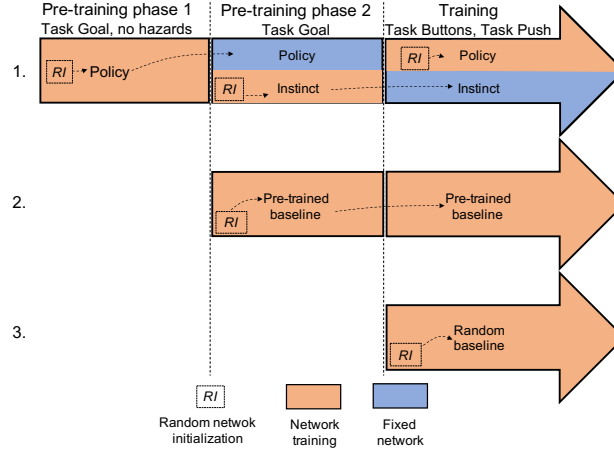 Pre-training phase 1
Task Goal, no hazards
Pre-training phase 2
Task Goal
Training
Task Buttons, Task Push
1.
RI
Policy
Policy
RI
Instinct
RI
Policy
Instinct
2.
RI
Pre-trained
baseline
Pre-trained
baseline
3.
RI
Random
baseline
RI
Random netwok
initialization
Network
training
Fixed
network